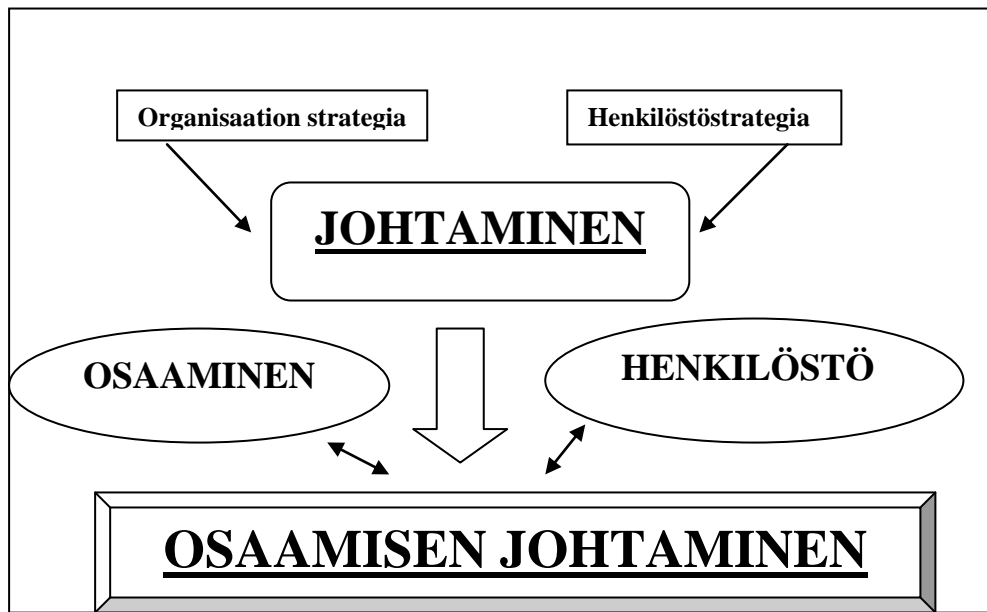 Organisaation strategia
Henkilöstöstrategia
JOHTAMINEN
OSAAMINEN
HENKILÖSTÖ
OSAAMISEN JOHTAMINEN